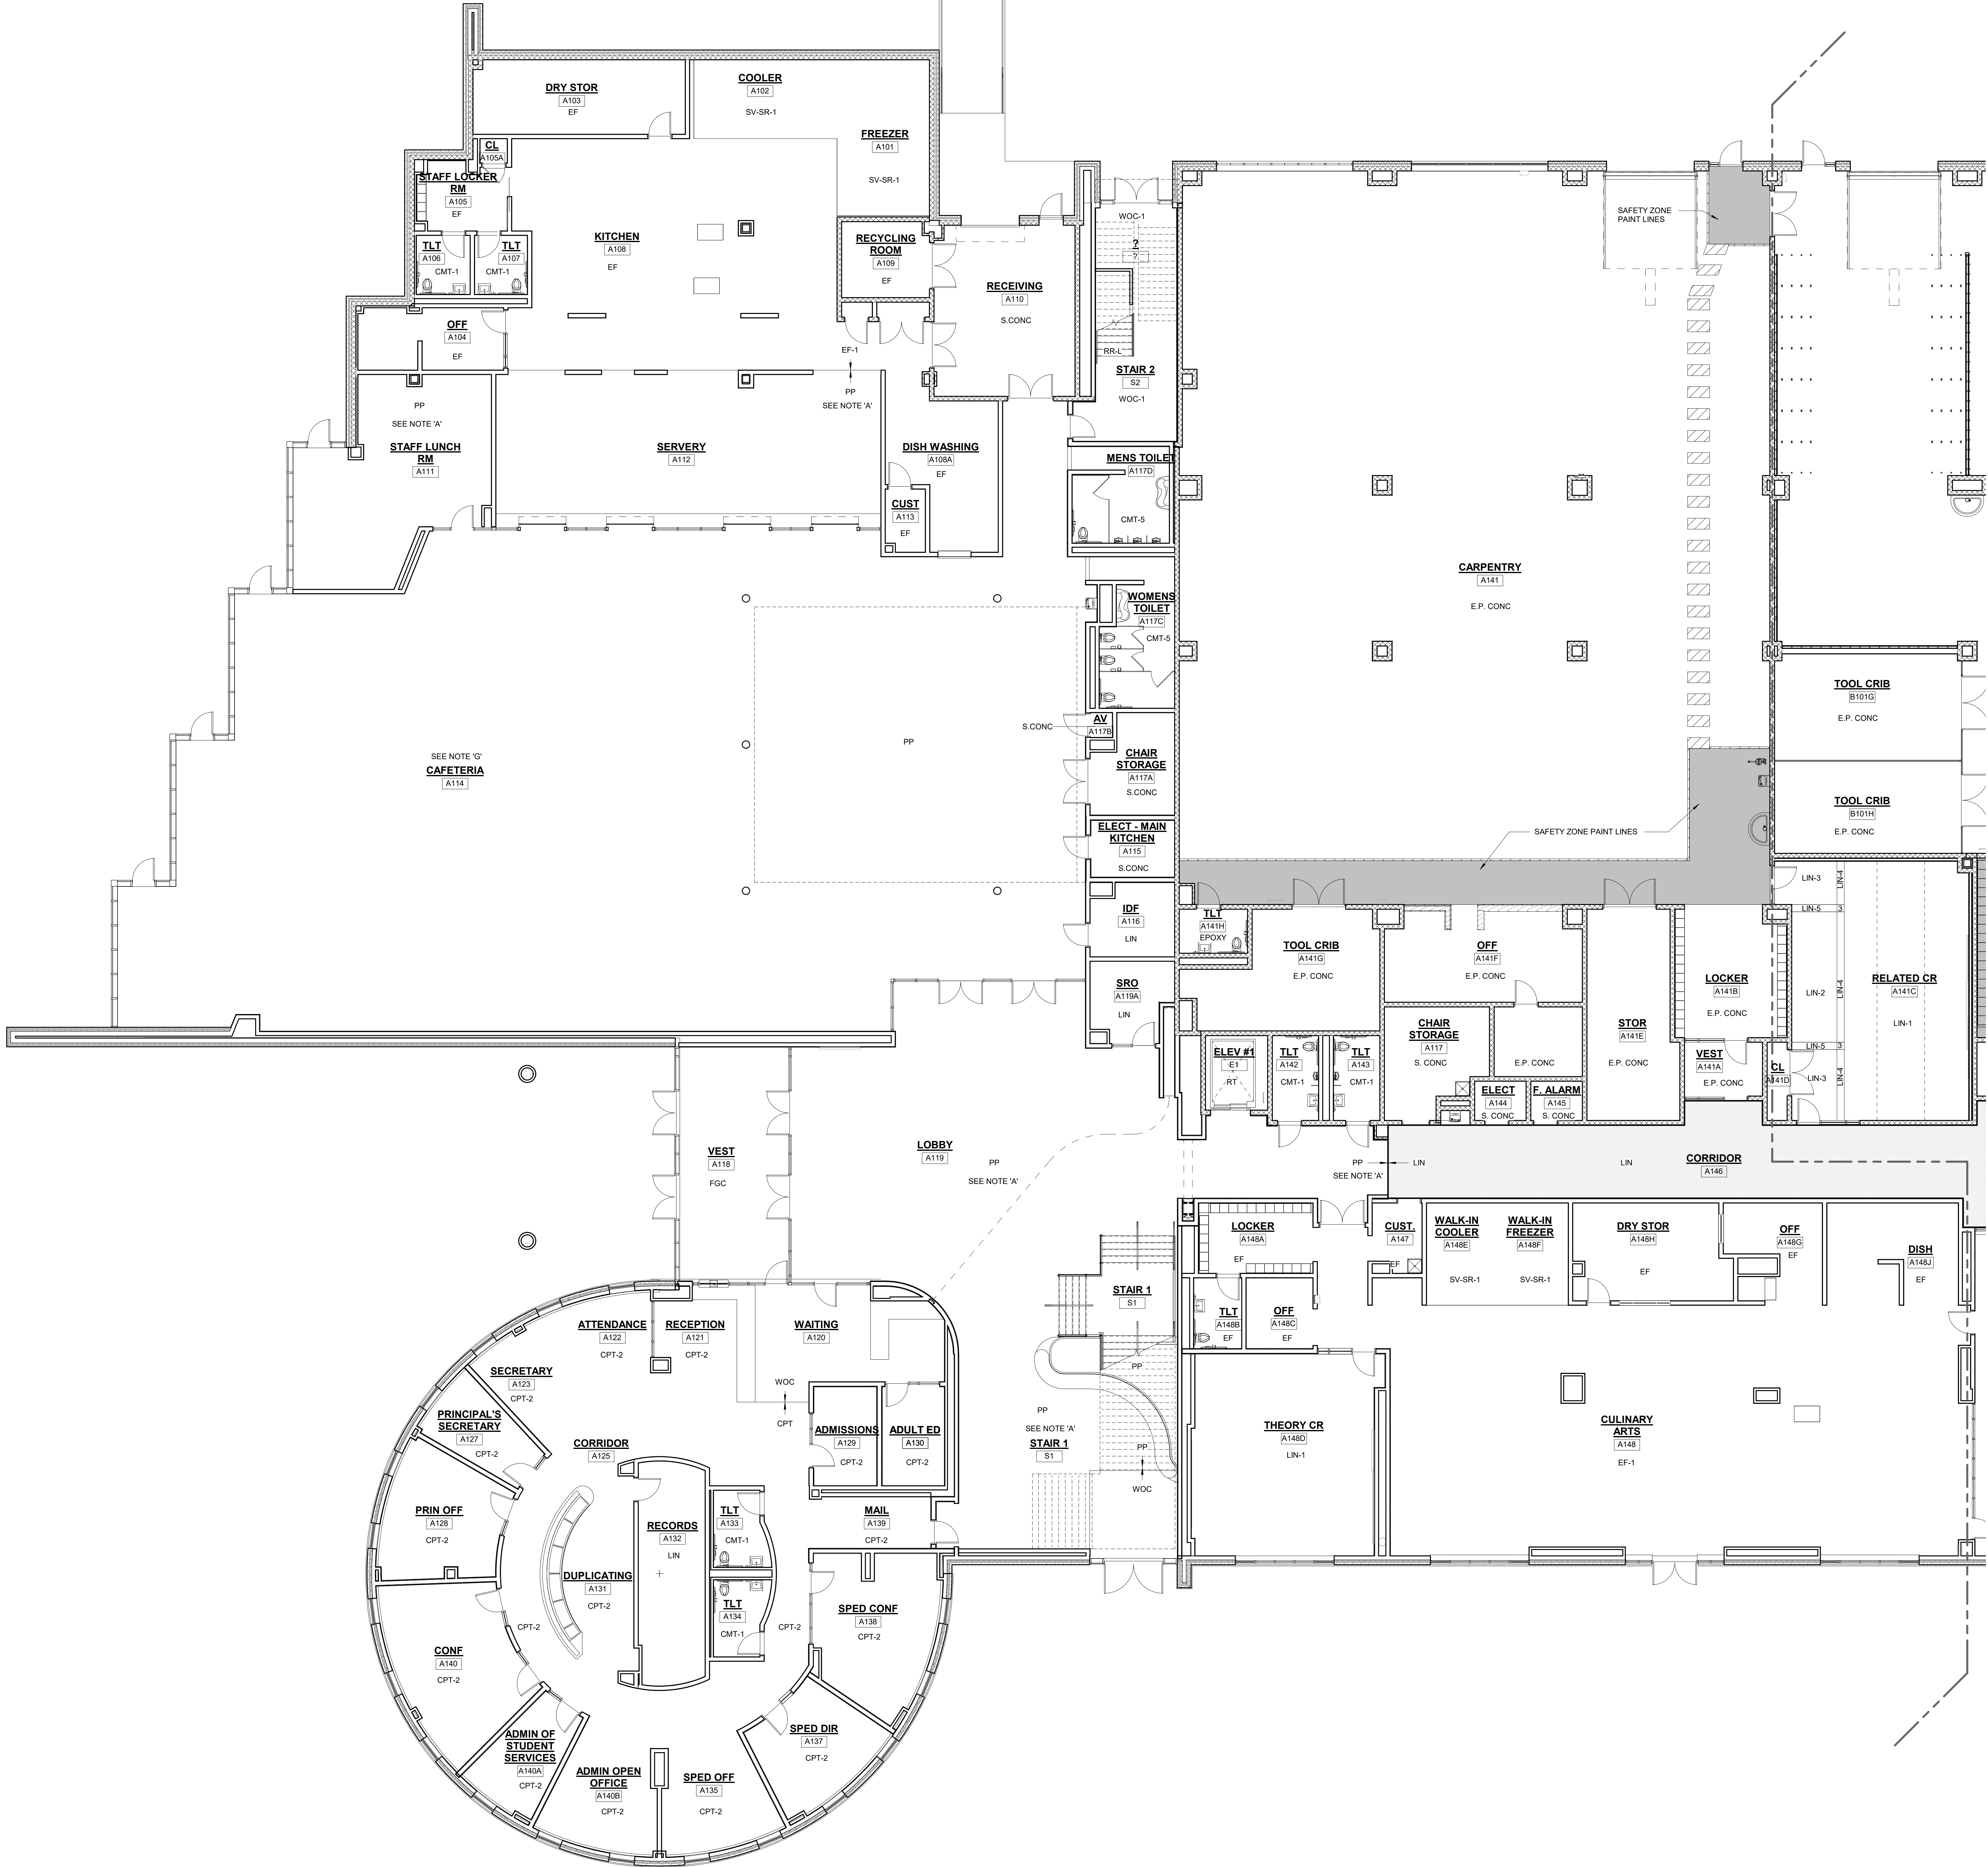 DRY STOR
A103
EF
COOLER
A102
SV-SR-1
FREEZER
A101
SV-SR-1
CL
A105A
STAFF LOCKER
RM
A105
EF
TLT
A106
CMT-1
TLT
A107
CMT-1
KITCHEN
A108
EF
RECYCLING
ROOM
A109
EF
RECEIVING
A110
S.CONC
WOC-1
?
?
RR-L
STAIR 2
S2
WOC-1
SAFETY ZONE
PAINT LINES
OFF
A104
EF
EF-1
PP
SEE NOTE 'A'
PP
SEE NOTE 'A'
STAFF LUNCH
RM
A111
SERVERY
A112
DISH WASHING
A108A
EF
CUST
A113
EF
MENS TOILET
A117D
CMT-5
WOMENS
TOILET
A117C
CMT-5
CARPENTRY
A141
E.P. CONC
TOOL CRIB
B101G
E.P. CONC
TOOL CRIB
B101H
E.P. CONC
SEE NOTE 'G'
CAFETERIA
A114
PP
S.CONC
AV
A117B
CHAIR
STORAGE
A117A
S.CONC
ELECT - MAIN
KITCHEN
A115
S.CONC
SAFETY ZONE PAINT LINES
IDF
A116
LIN
SRO
A119A
LIN
TLT
A141H
EPOXY
TOOL CRIB
A141G
E.P. CONC
OFF
A141F
E.P. CONC
STOR
A141E
E.P. CONC
LOCKER
A141B
E.P. CONC
LIN-3
LIN-4
LIN-5
3
LIN-2
LIN-4
RELATED CR
A141C
LIN-1
LIN-5
3
LIN-3
LIN-4
VEST
A141A
E.P. CONC
CL
A141D
ELEV #1
E1
RT
TLT
A142
CMT-1
TLT
A143
CMT-1
CHAIR
STORAGE
A117
S. CONC
E.P. CONC
ELECT
A144
S. CONC
F. ALARM
A145
S. CONC
VEST
A118
FGC
LOBBY
A119
PP
SEE NOTE 'A'
PP
SEE NOTE 'A'
LIN
LIN
CORRIDOR
A146
LOCKER
A148A
EF
CUST.
A147
EF
WALK-IN
COOLER
A148E
SV-SR-1
WALK-IN
FREEZER
A148F
SV-SR-1
DRY STOR
A148H
EF
OFF
A148G
EF
DISH
A148J
EF
STAIR 1
S1
TLT
A148B
EF
OFF
A148C
EF
ATTENDANCE
A122
CPT-2
RECEPTION
A121
CPT-2
WAITING
A120
SECRETARY
A123
CPT-2
WOC
CPT
PRINCIPAL'S
SECRETARY
A127
CPT-2
CORRIDOR
A125
ADMISSIONS
A129
CPT-2
ADULT ED
A130
CPT-2
PP
PP
SEE NOTE 'A'
STAIR 1
S1
PP
WOC
THEORY CR
A148D
LIN-1
CULINARY
ARTS
A148
EF-1
PRIN OFF
A128
CPT-2
RECORDS
A132
LIN
TLT
A133
CMT-1
MAIL
A139
CPT-2
DUPLICATING
A131
CPT-2
TLT
A134
CMT-1
CPT-2
CPT-2
SPED CONF
A138
CPT-2
CONF
A140
CPT-2
ADMIN OF
STUDENT
SERVICES
A140A
CPT-2
ADMIN OPEN
OFFICE
A140B
CPT-2
SPED OFF
A135
CPT-2
SPED DIR
A137
CPT-2